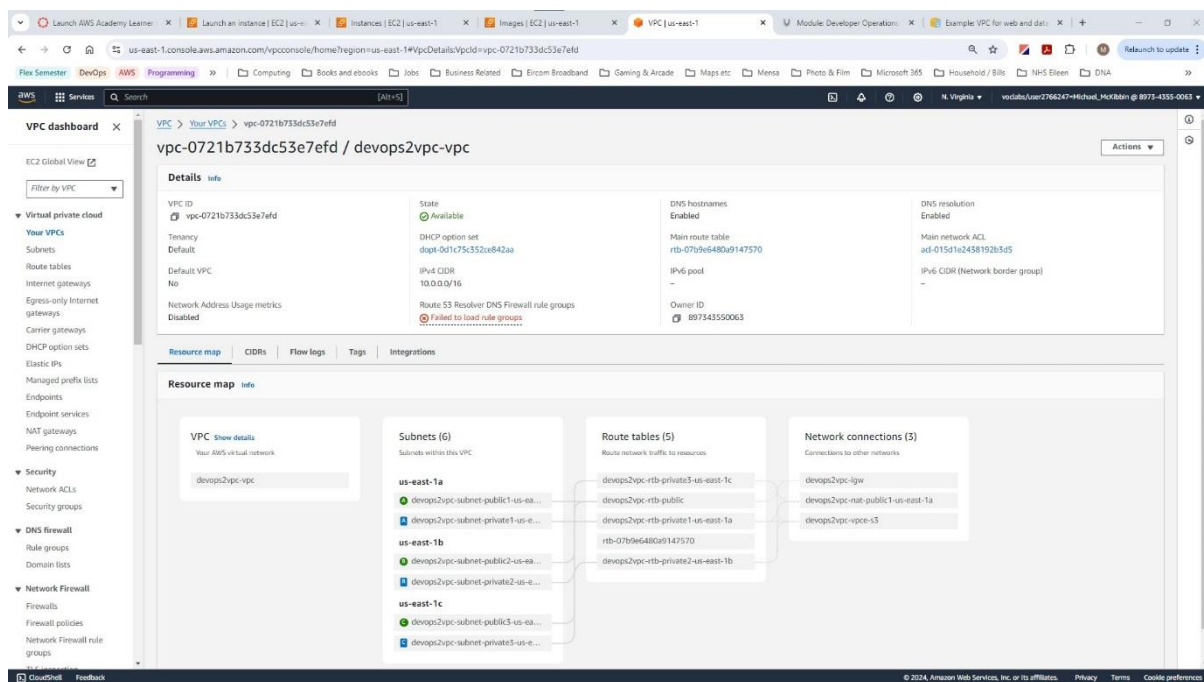 Launch AWS Academy Learner
Launch an instance | EC2 | us-e
Instances | EC2 | us-east-1
Images | EC2 | us-east-1
VPC | us-east-1
Module: Developer Operations
Example: VPC for web and data
us-east-1.console.aws.amazon.com/vpcconsole/home?region=us-east-1#VpcDetails:VpcId=vpc-0721b733dc53e7efd
Relaunch to update
Flex Semester DevOps AWS Programming » Computing Books and ebooks Jobs Business Related Eircom Broadband Gaming & Arcade Maps etc Mensa Photo & Film Microsoft 365 Household / Bills NHS Eileen DNA »
aws Services Search [Alt+S] N. Virginia voclabs/user2766247=Michael_McKibbin @ 8973-4355-0063
VPC dashboard
EC2 Global View
Filter by VPC
Virtual private cloud
Your VPCs
Subnets
Route tables
Internet gateways
Egress-only Internet
gateways
Carrier gateways
DHCP option sets
Elastic IPs
Managed prefix lists
Endpoints
Endpoint services
NAT gateways
Peering connections
Security
Network ACLs
Security groups
DNS firewall
Rule groups
Domain lists
Network Firewall
Firewalls
Firewall policies
Network Firewall rule
groups
VPC > Your VPCs > vpc-0721b733dc53e7efd
vpc-0721b733dc53e7efd / devops2vpc-vpc
Actions
Details Info
VPC ID
vpc-0721b733dc53e7efd
State
Available
DNS hostnames
Enabled
DNS resolution
Enabled
Tenancy
Default
DHCP option set
dopt-0d1c75c352ce842aa
Main route table
rtb-07b9e6480a9147570
Main network ACL
acl-015d1e2438192b3d5
Default VPC
No
IPv4 CIDR
10.0.0.0/16
IPv6 pool
–
IPv6 CIDR (Network border group)
–
Network Address Usage metrics
Disabled
Route 53 Resolver DNS Firewall rule groups
Failed to load rule groups
Owner ID
897343550063
Resource map CIDRs Flow logs Tags Integrations
Resource map Info
VPC Show details
Your AWS virtual network
devops2vpc-vpc
Subnets (6)
Subnets within this VPC
us-east-1a
A devops2vpc-subnet-public1-us-ea...
A devops2vpc-subnet-private1-us-e...
us-east-1b
B devops2vpc-subnet-public2-us-ea...
B devops2vpc-subnet-private2-us-e...
us-east-1c
C devops2vpc-subnet-public3-us-ea...
C devops2vpc-subnet-private3-us-e...
Route tables (5)
Route network traffic to resources
devops2vpc-rtb-private3-us-east-1c
devops2vpc-rtb-public
devops2vpc-rtb-private1-us-east-1a
rtb-07b9e6480a9147570
devops2vpc-rtb-private2-us-east-1b
Network connections (3)
Connections to other networks
devops2vpc-igw
devops2vpc-nat-public1-us-east-1a
devops2vpc-vpce-s3
CloudShell Feedback © 2024, Amazon Web Services, Inc. or its affiliates. Privacy Terms Cookie preferences